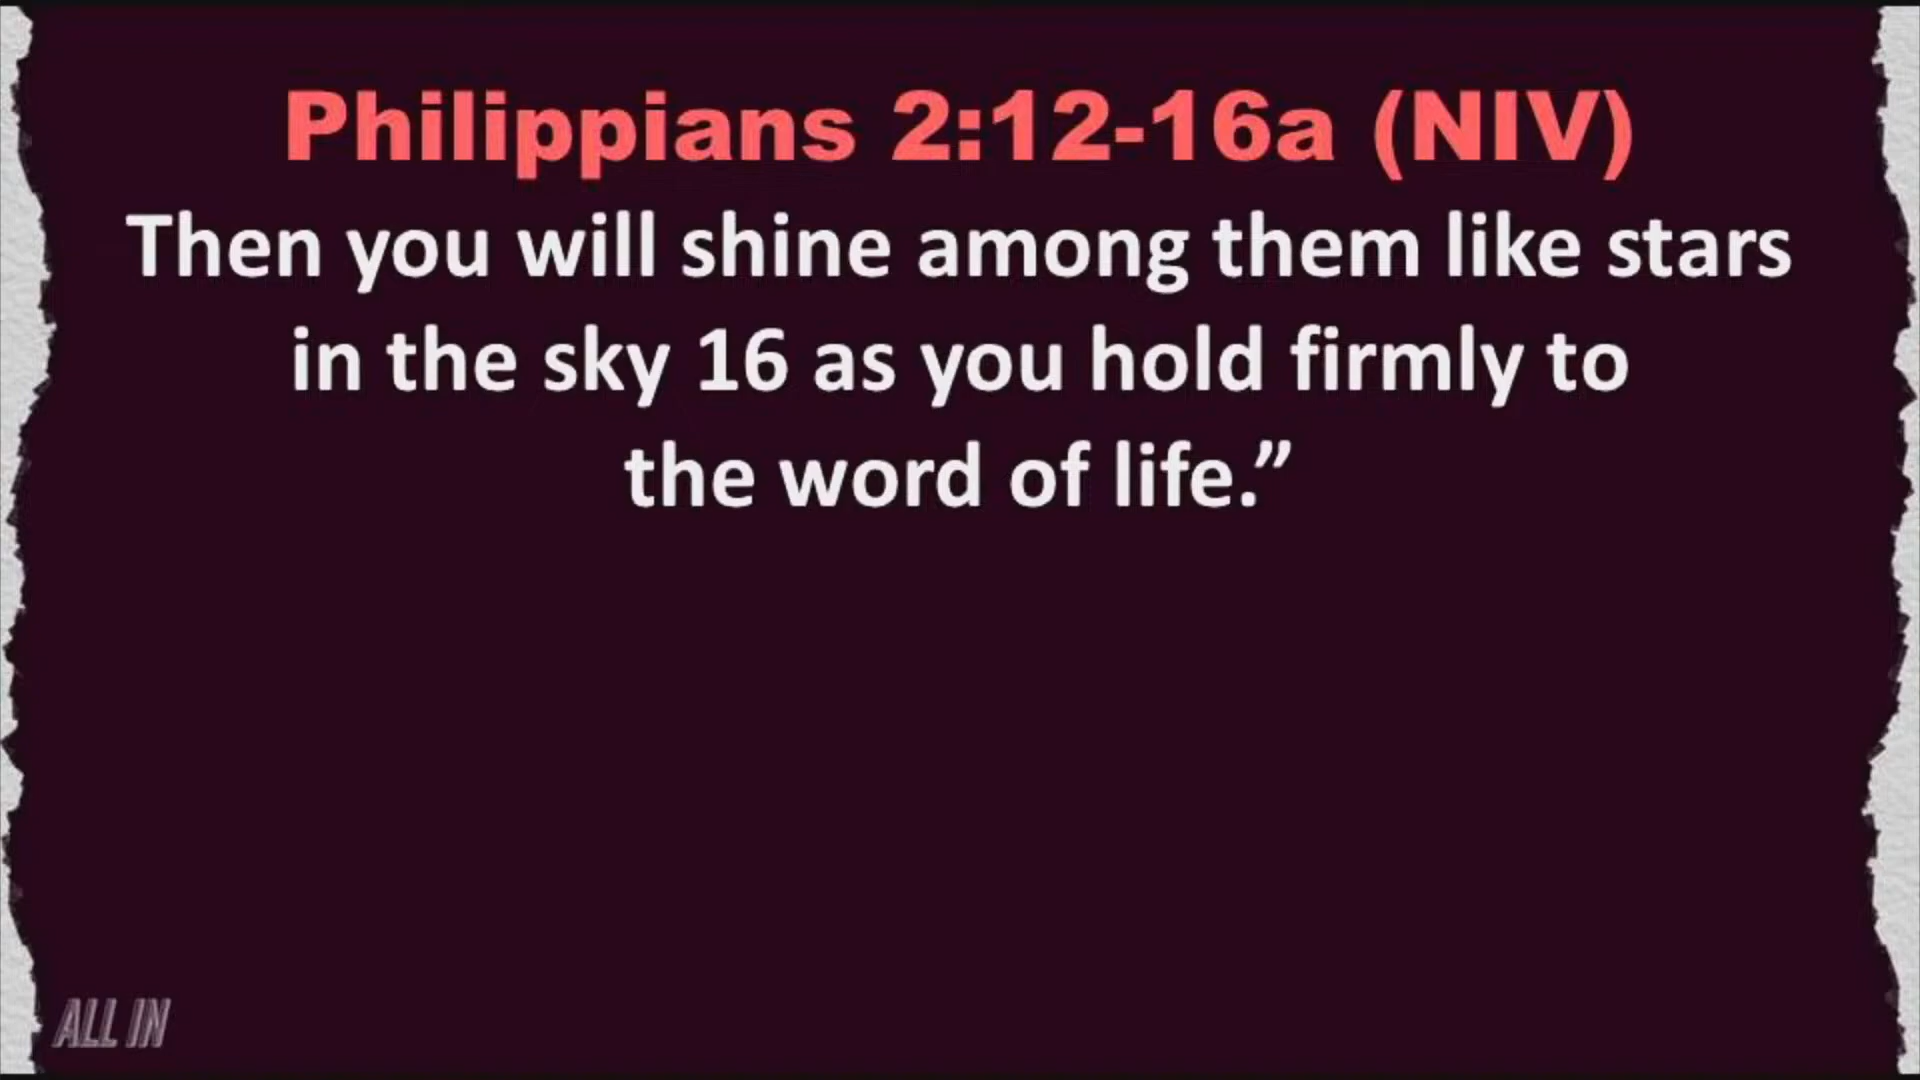 Philippians 2:12-16a (NIV)
Then you will shine among them like stars
in the sky 16 as you hold firmly to
the word of life.”
ALL IN